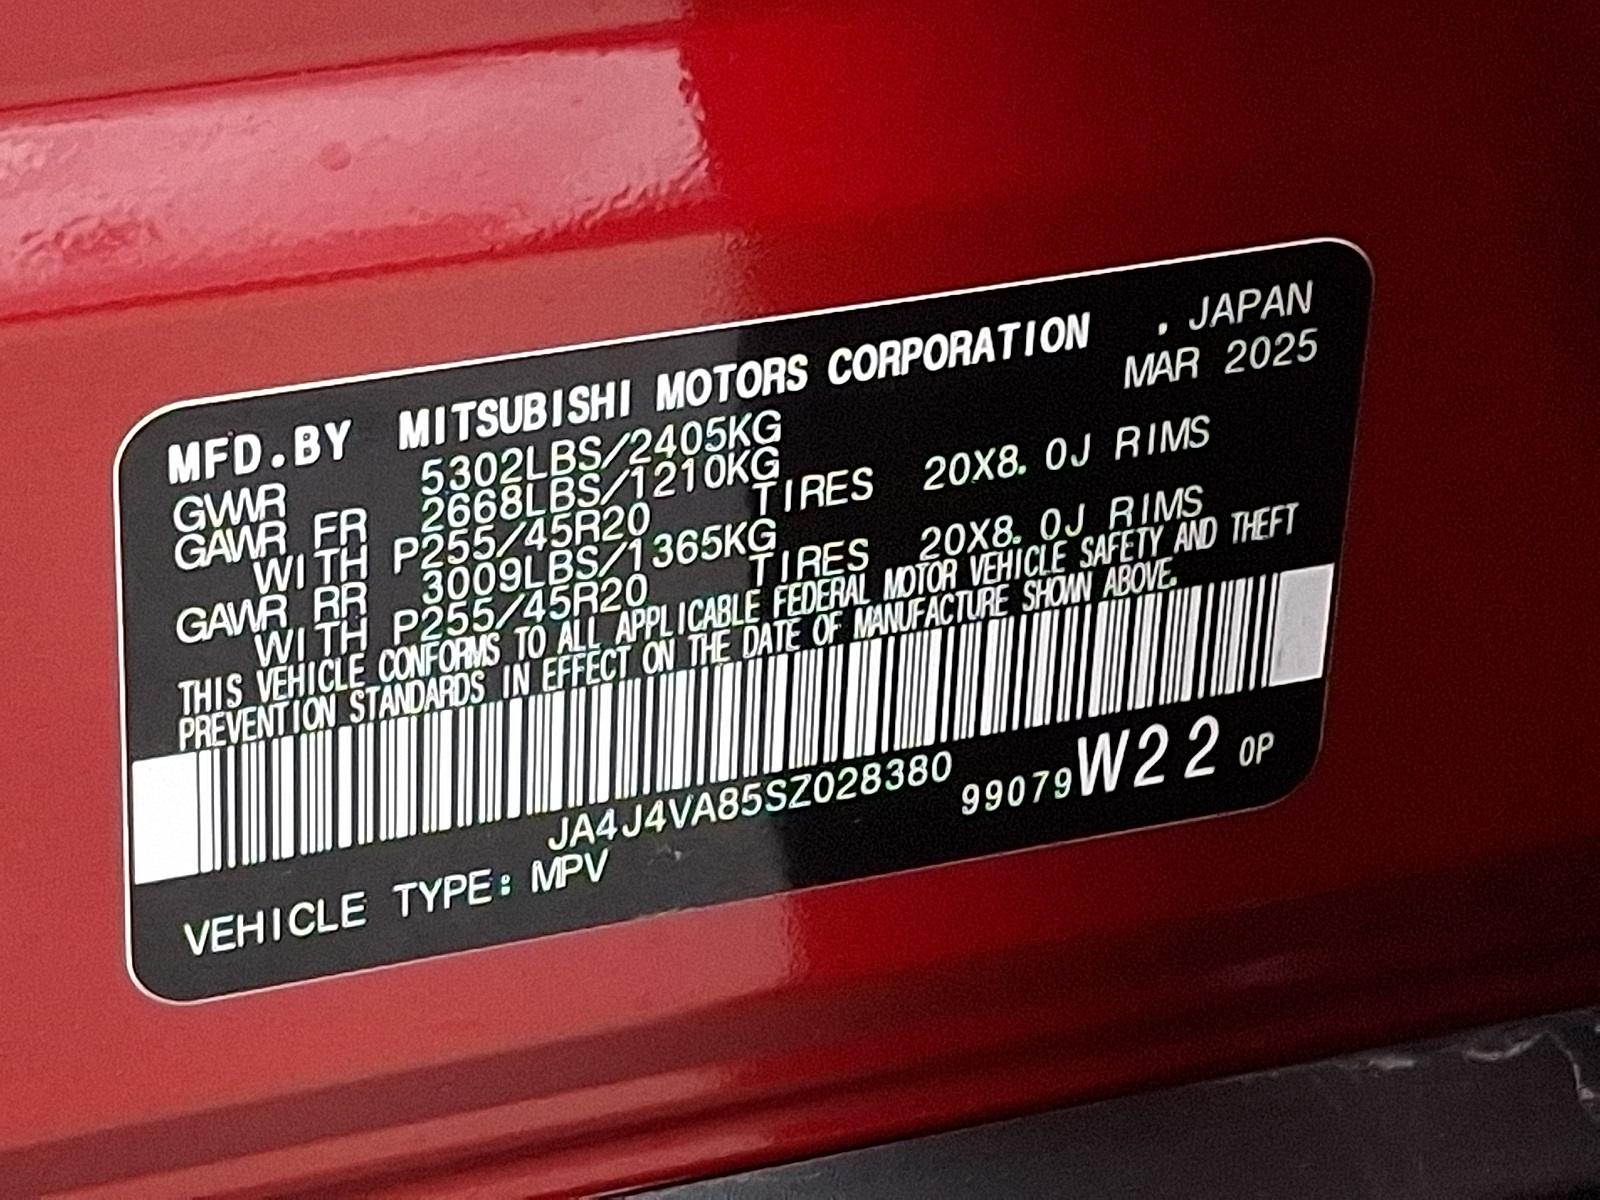 MFD.BY MITSUBISHI MOTORS CORPORATION . JAPAN
MAR 2025
GVWR 5302LBS/2405KG
GAWR FR 2668LBS/1210KG
WITH P255/45R20 TIRES 20X8.0J RIMS
GAWR RR 3009LBS/1365KG
WITH P255/45R20 TIRES 20X8.0J RIMS
THIS VEHICLE CONFORMS TO ALL APPLICABLE FEDERAL MOTOR VEHICLE SAFETY AND THEFT
PREVENTION STANDARDS IN EFFECT ON THE DATE OF MANUFACTURE SHOWN ABOVE.
JA4J4VA85SZ028380 99079W22 0P
VEHICLE TYPE: MPV